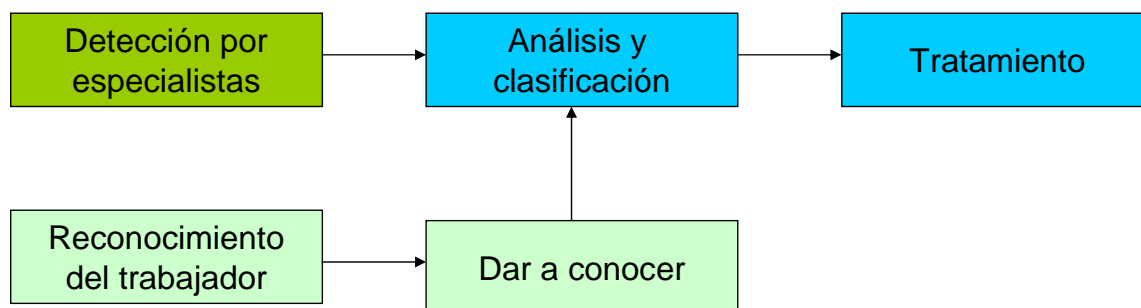 Detección por
especialistas
Análisis y
clasificación
Tratamiento
Reconocimiento
del trabajador
Dar a conocer